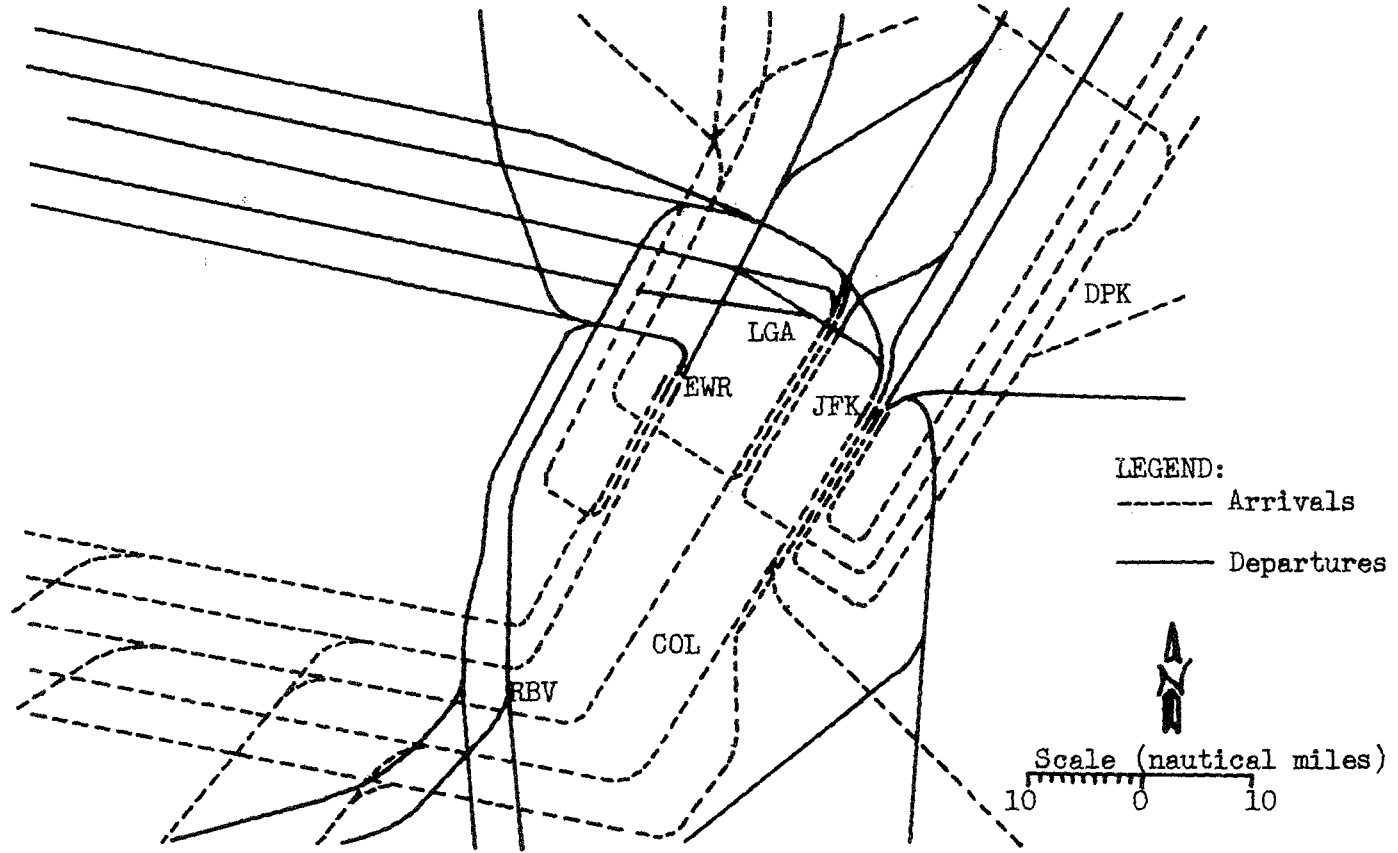 DPK
LGA
EWR
JFK
LEGEND:
Arrivals
Departures
COL
RBV
N
Scale (nautical miles)
10 0 10